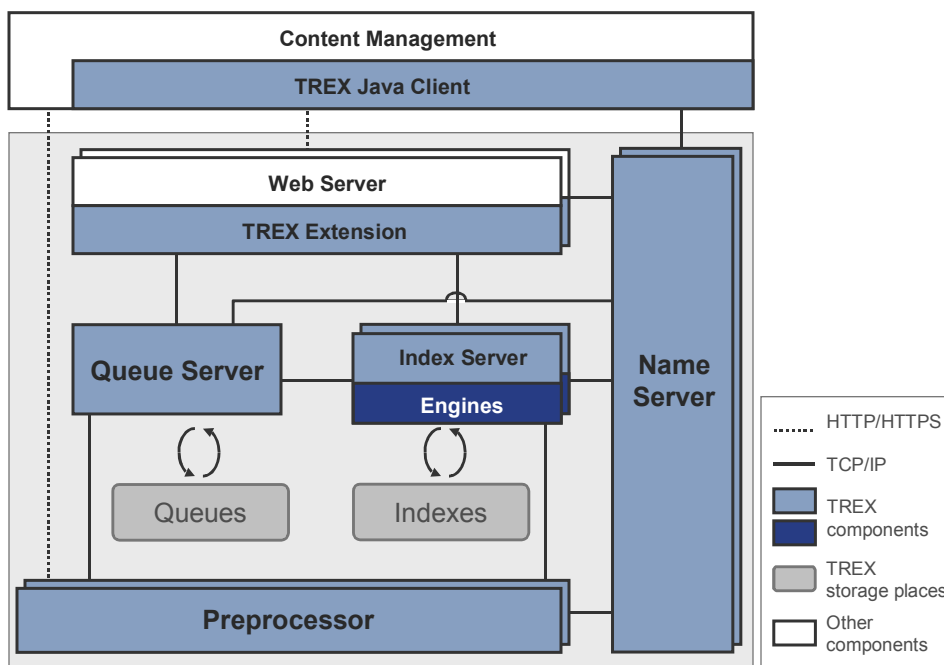 Content Management
TREX Java Client
Web Server
TREX Extension
Queue Server
Index Server
Engines
Name
Server
Queues
Indexes
Preprocessor
HTTP/HTTPS
TCP/IP
TREX
components
TREX
storage places
Other
components